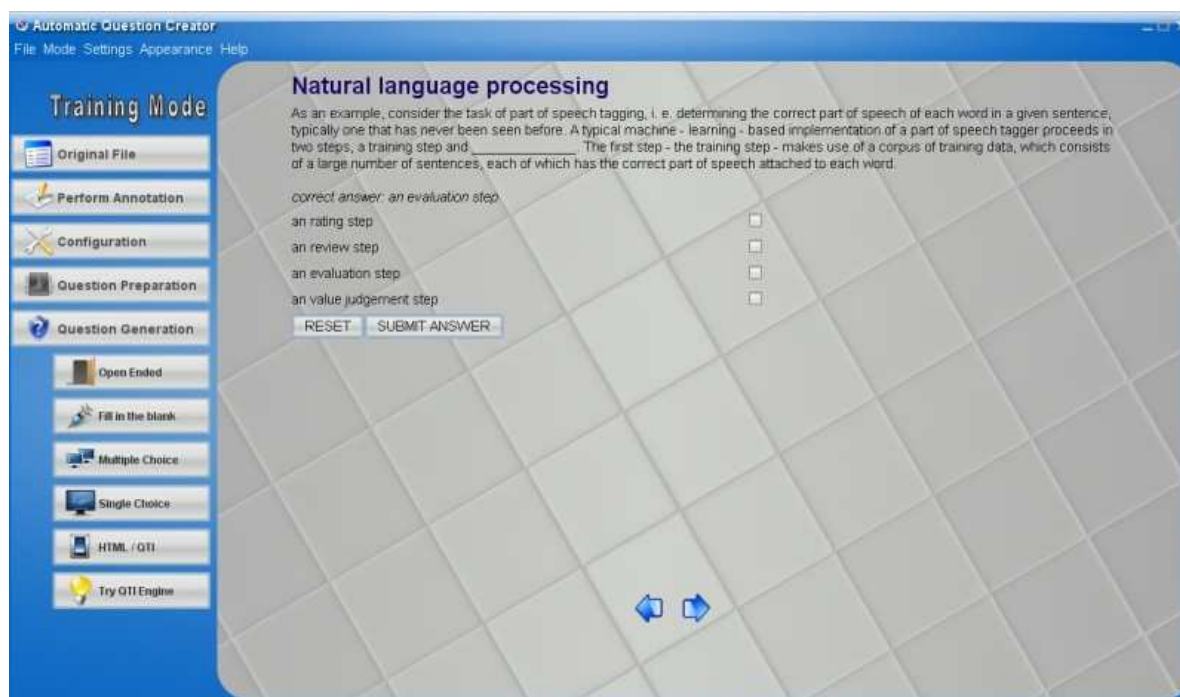 Automatic Question Creator
File Mode Settings Appearance Help
Training Mode
Original File
Perform Annotation
Configuration
Question Preparation
Question Generation
Open Ended
Fill in the blank
Multiple Choice
Single Choice
HTML / QTI
Try QTI Engine
Natural language processing
As an example, consider the task of part of speech tagging, i. e. determining the correct part of speech of each word in a given sentence,
typically one that has never been seen before. A typical machine - learning - based implementation of a part of speech tagger proceeds in
two steps, a training step and ______________. The first step - the training step - makes use of a corpus of training data, which consists
of a large number of sentences, each of which has the correct part of speech attached to each word.
correct answer: an evaluation step
an rating step
an review step
an evaluation step
an value judgement step
RESET SUBMIT ANSWER